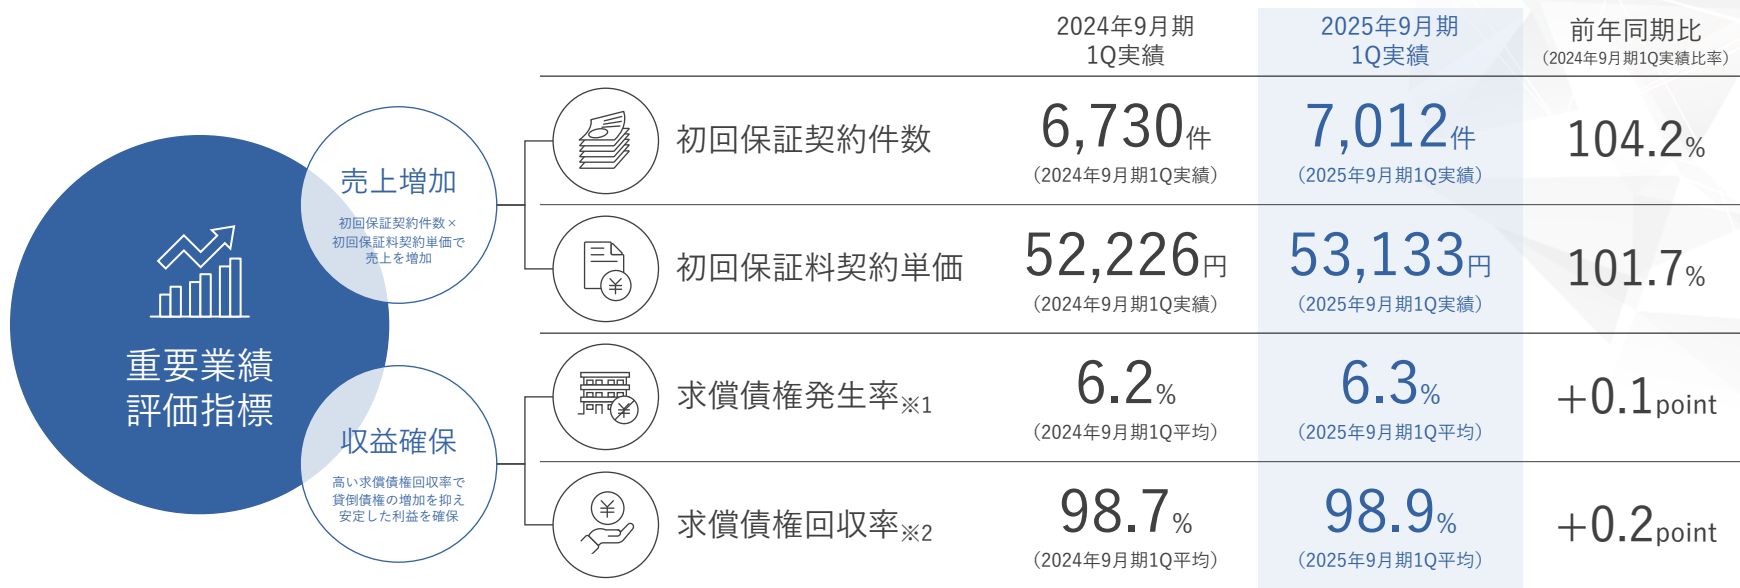 2024年9月期
1Q実績
2025年9月期
1Q実績
前年同期比
（2024年9月期1Q実績比率）
重要業績
評価指標
売上増加
初回保証契約件数×
初回保証料契約単価で
売上を増加
初回保証契約件数
6,730件
（2024年9月期1Q実績）
7,012件
（2025年9月期1Q実績）
104.2%
初回保証料契約単価
52,226円
（2024年9月期1Q実績）
53,133円
（2025年9月期1Q実績）
101.7%
収益確保
高い求償債権回収率で
貸倒債権の増加を抑え
安定した利益を確保
求償債権発生率※1
6.2%
（2024年9月期1Q平均）
6.3%
（2025年9月期1Q平均）
+0.1point
求償債権回収率※2
98.7%
（2024年9月期1Q平均）
98.9%
（2025年9月期1Q平均）
+0.2point